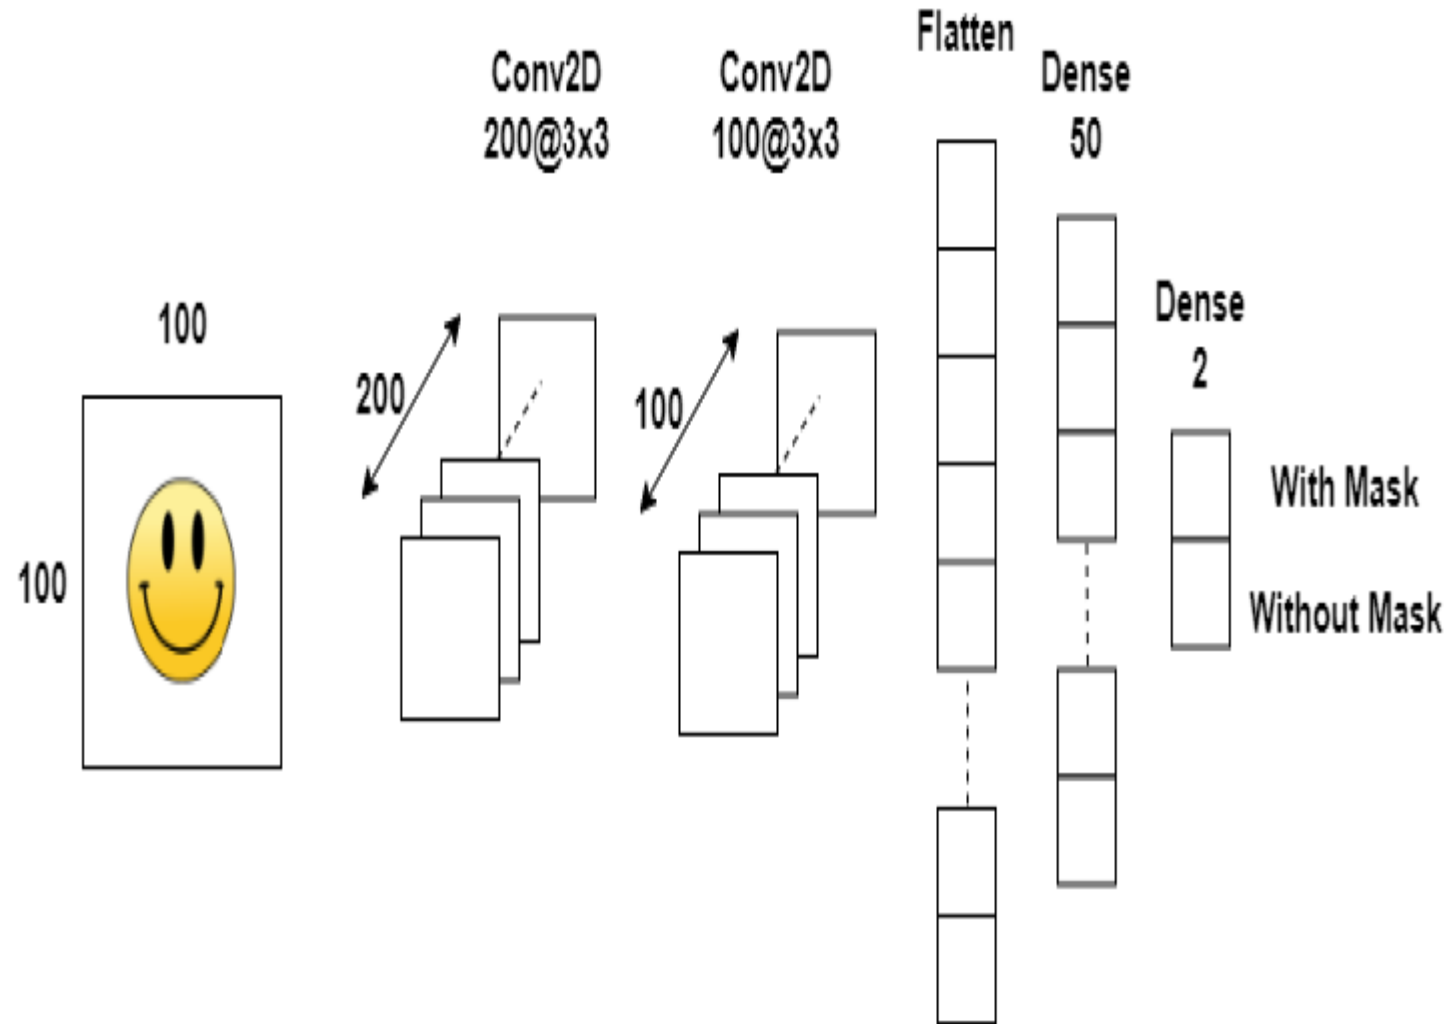 100
100
200
Conv2D
200@3x3
100
Conv2D
100@3x3
Flatten
Dense
50
Dense
2
With Mask
Without Mask